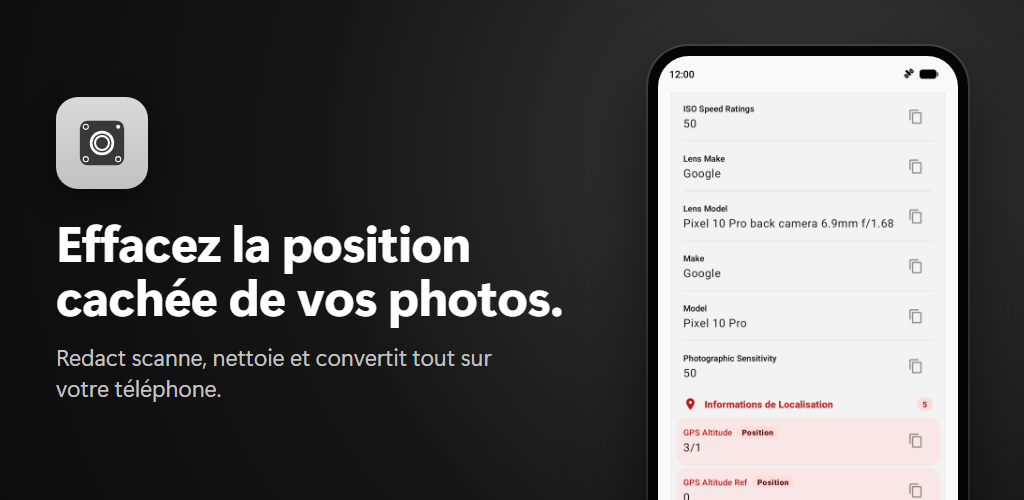 Effacez la position
cachée de vos photos.
Redact scanne, nettoie et convertit tout sur
votre téléphone.
12:00
ISO Speed Ratings
50
Lens Make
Google
Lens Model
Pixel 10 Pro back camera 6.9mm f/1.68
Make
Google
Model
Pixel 10 Pro
Photographic Sensitivity
50
Informations de Localisation 5
GPS Altitude Position
3/1
GPS Altitude Ref Position
0